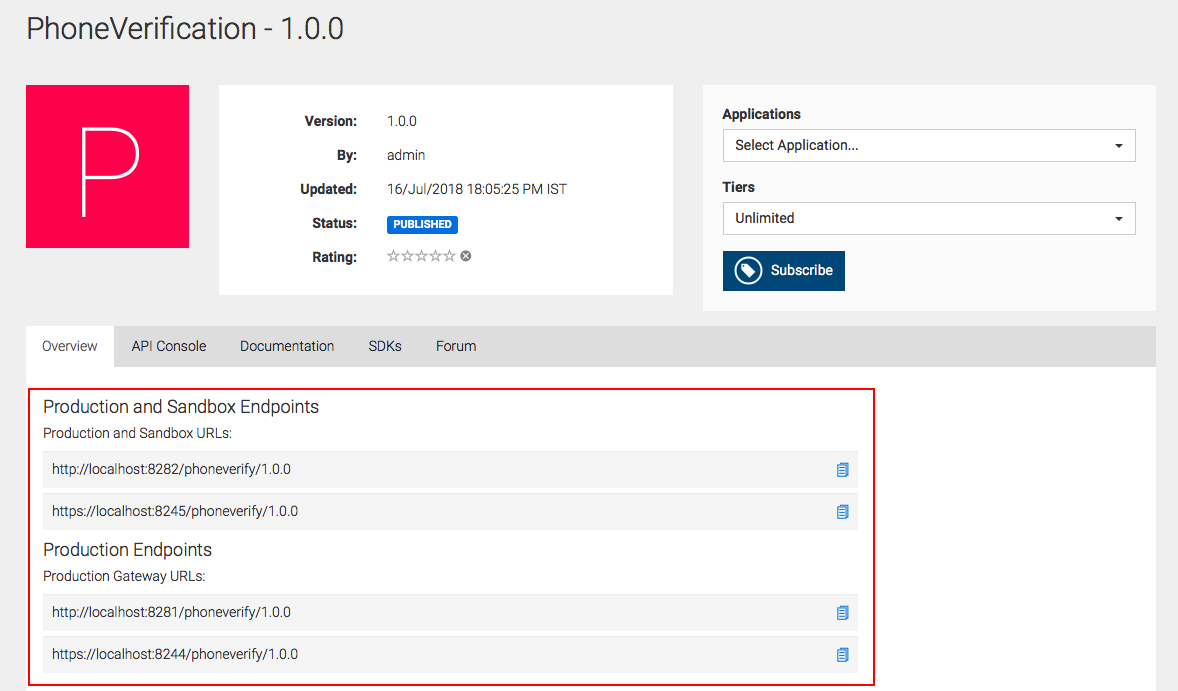 PhoneVerification - 1.0.0
P
Version: 1.0.0
By: admin
Updated: 16/Jul/2018 18:05:25 PM IST
Status: PUBLISHED
Rating:
Applications
Select Application...
Tiers
Unlimited
Subscribe
Overview API Console Documentation SDKs Forum
Production and Sandbox Endpoints
Production and Sandbox URLs:
http://localhost:8282/phoneverify/1.0.0
https://localhost:8245/phoneverify/1.0.0
Production Endpoints
Production Gateway URLs:
http://localhost:8281/phoneverify/1.0.0
https://localhost:8244/phoneverify/1.0.0